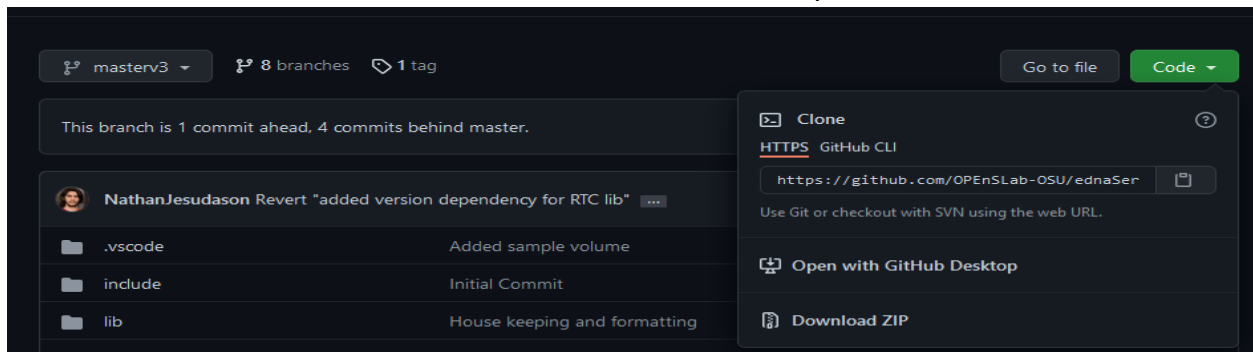 masterv3 8 branches 1 tag Go to file Code
This branch is 1 commit ahead, 4 commits behind master.
NathanJesudason Revert "added version dependency for RTC lib" ...
.vscode Added sample volume
include Initial Commit
lib House keeping and formatting
Clone
HTTPS GitHub CLI
https://github.com/OPEnSLab-OSU/ednaSer
Use Git or checkout with SVN using the web URL.
Open with GitHub Desktop
Download ZIP